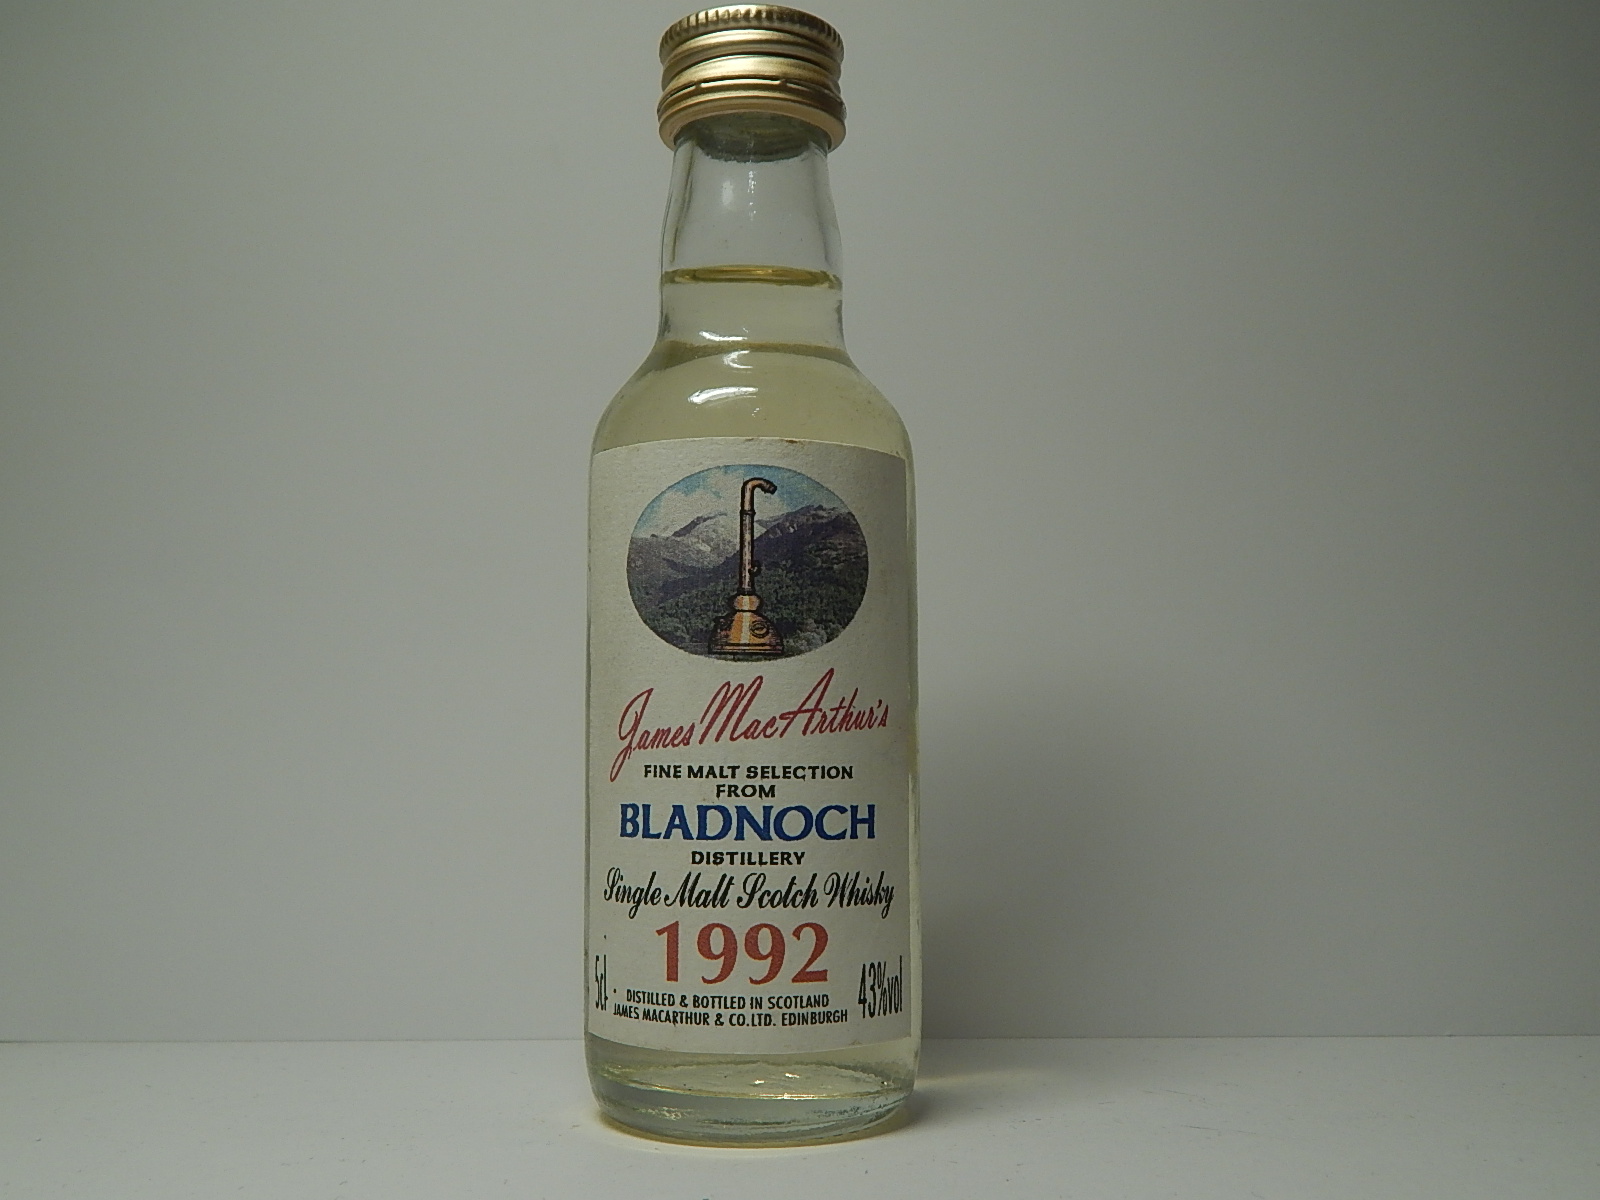 James MacArthur's
FINE MALT SELECTION
FROM
BLADNOCH
DISTILLERY
Single Malt Scotch Whisky
1992
5cl
DISTILLED & BOTTLED IN SCOTLAND
JAMES MACARTHUR & CO.LTD. EDINBURGH
43%vol